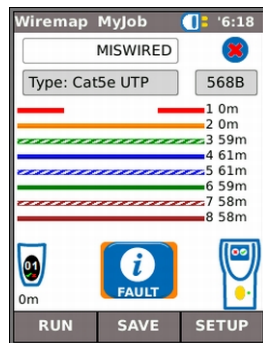 Wiremap MyJob '6:18
MISWIRED
Type: Cat5e UTP 568B
1 0m
2 0m
3 59m
4 61m
5 61m
6 59m
7 58m
8 58m
01
i
FAULT
0m
RUN SAVE SETUP